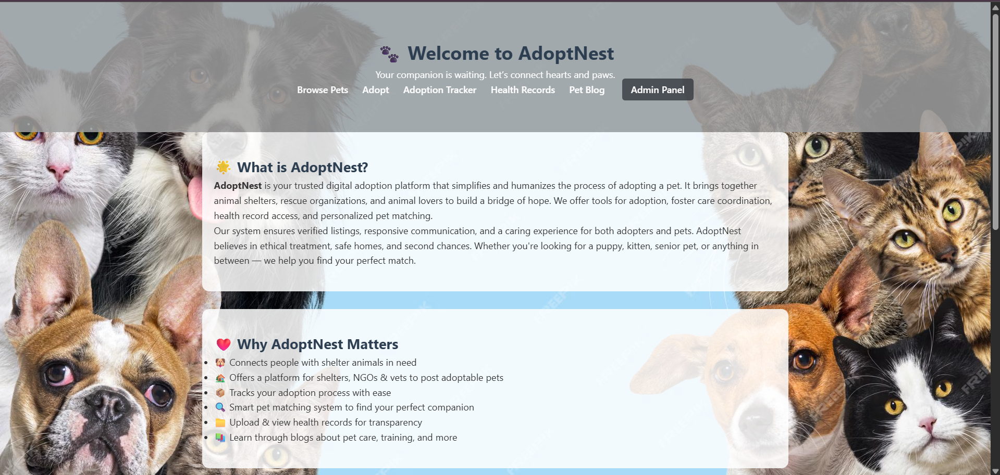 🐾 Welcome to AdoptNest
Your companion is waiting. Let’s connect hearts and paws.
Browse Pets Adopt Adoption Tracker Health Records Pet Blog Admin Panel
🌟 What is AdoptNest?
AdoptNest is your trusted digital adoption platform that simplifies and humanizes the process of adopting a pet. It brings together
animal shelters, rescue organizations, and animal lovers to build a bridge of hope. We offer tools for adoption, foster care coordination,
health record access, and personalized pet matching.
Our system ensures verified listings, responsive communication, and a caring experience for both adopters and pets. AdoptNest
believes in ethical treatment, safe homes, and second chances. Whether you're looking for a puppy, kitten, senior pet, or anything in
between — we help you find your perfect match.
❤️ Why AdoptNest Matters
• 🐶 Connects people with shelter animals in need
• 🏠 Offers a platform for shelters, NGOs & vets to post adoptable pets
• 📦 Tracks your adoption process with ease
• 🔍 Smart pet matching system to find your perfect companion
• 📁 Upload & view health records for transparency
• 📚 Learn through blogs about pet care, training, and more
FREEPIK